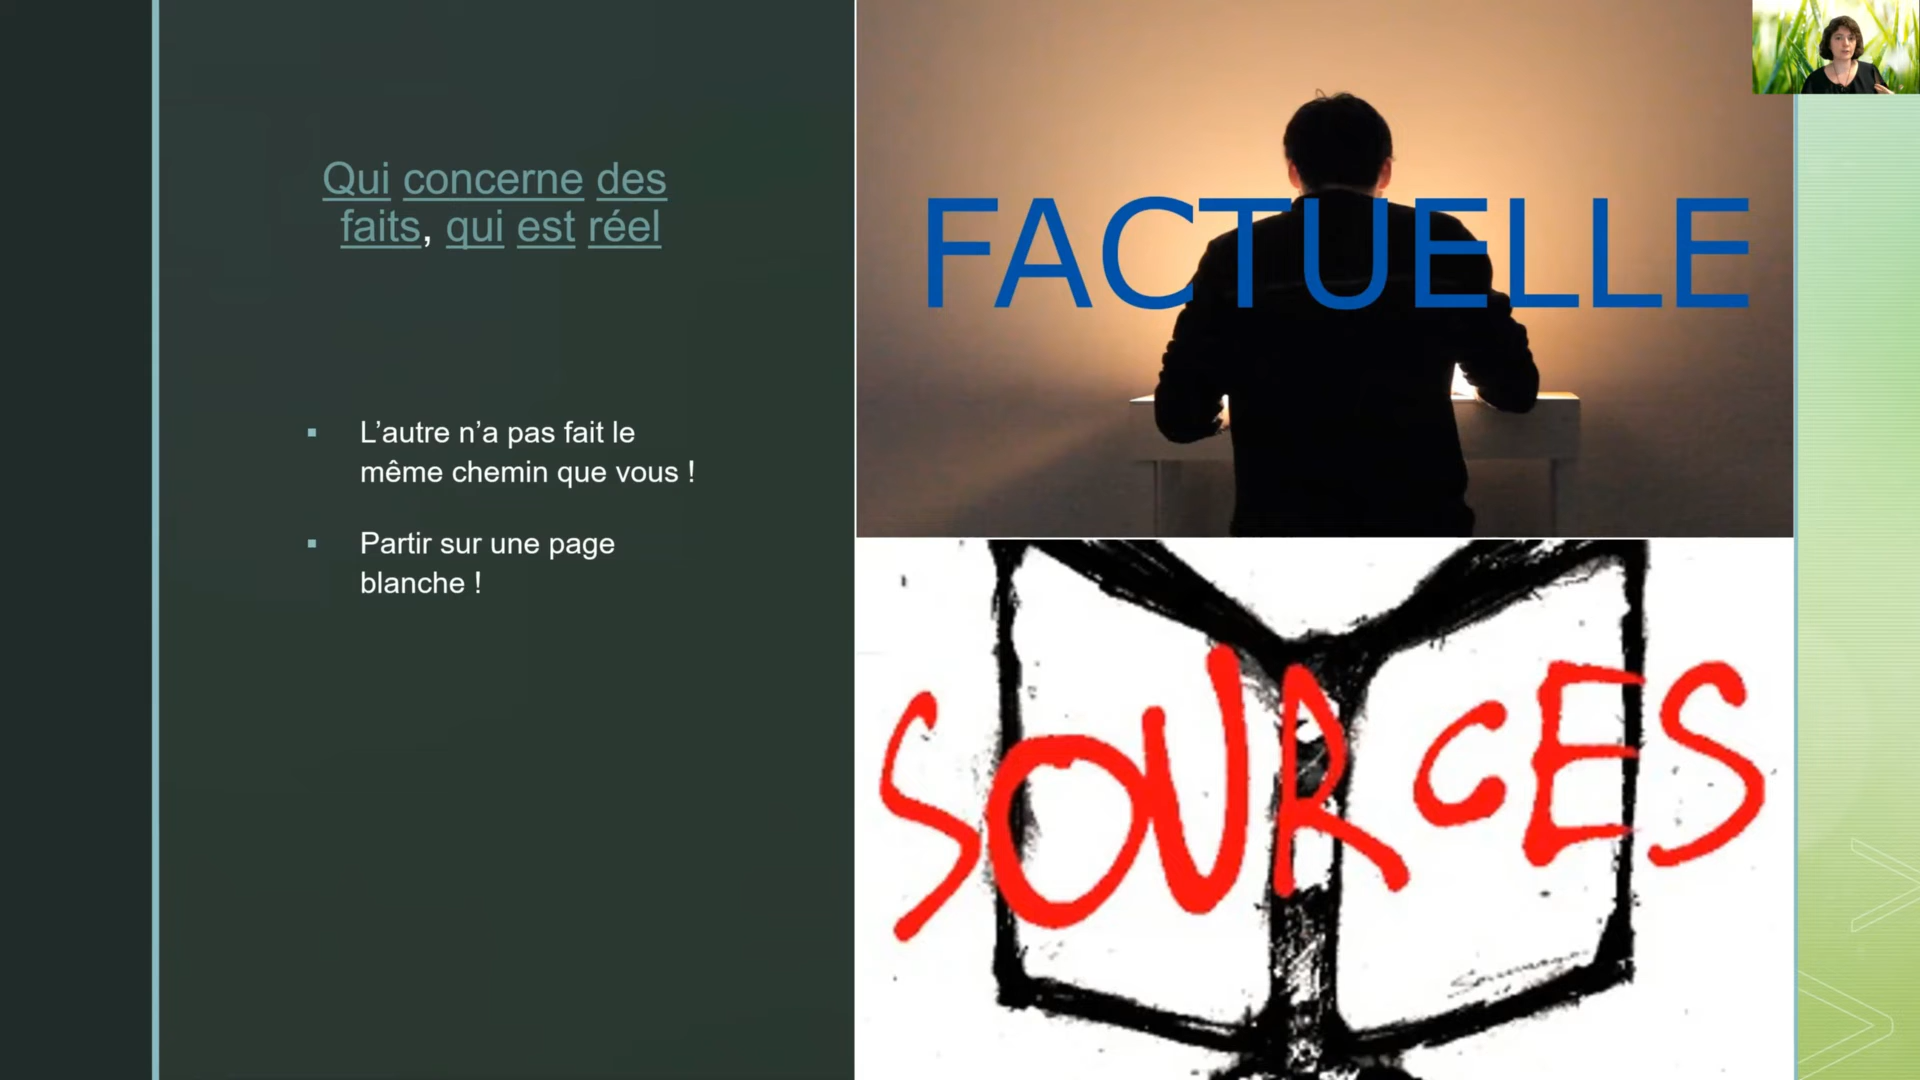 Qui concerne des
faits, qui est réel
L’autre n’a pas fait le
même chemin que vous !
Partir sur une page
blanche !
FACTUELLE
SOURCES